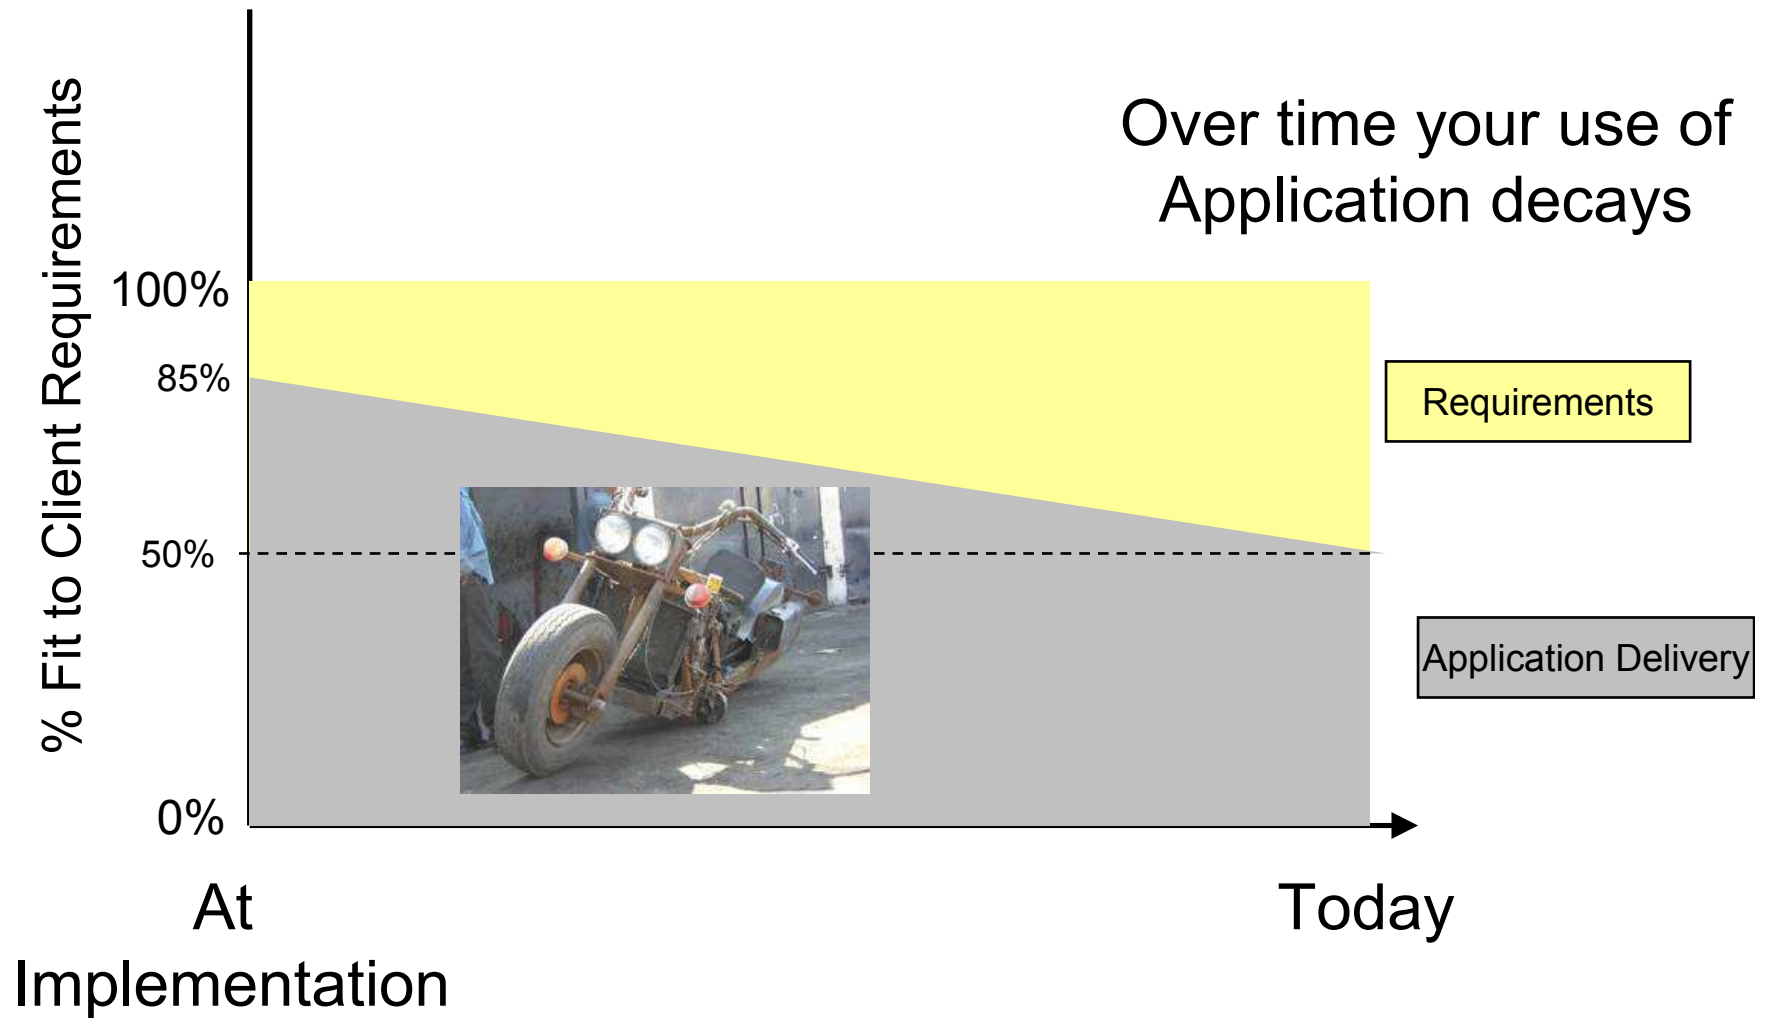 % Fit to Client Requirements
Over time your use of
Application decays
100%
85%
Requirements
50%
Application Delivery
0%
At
Implementation
Today